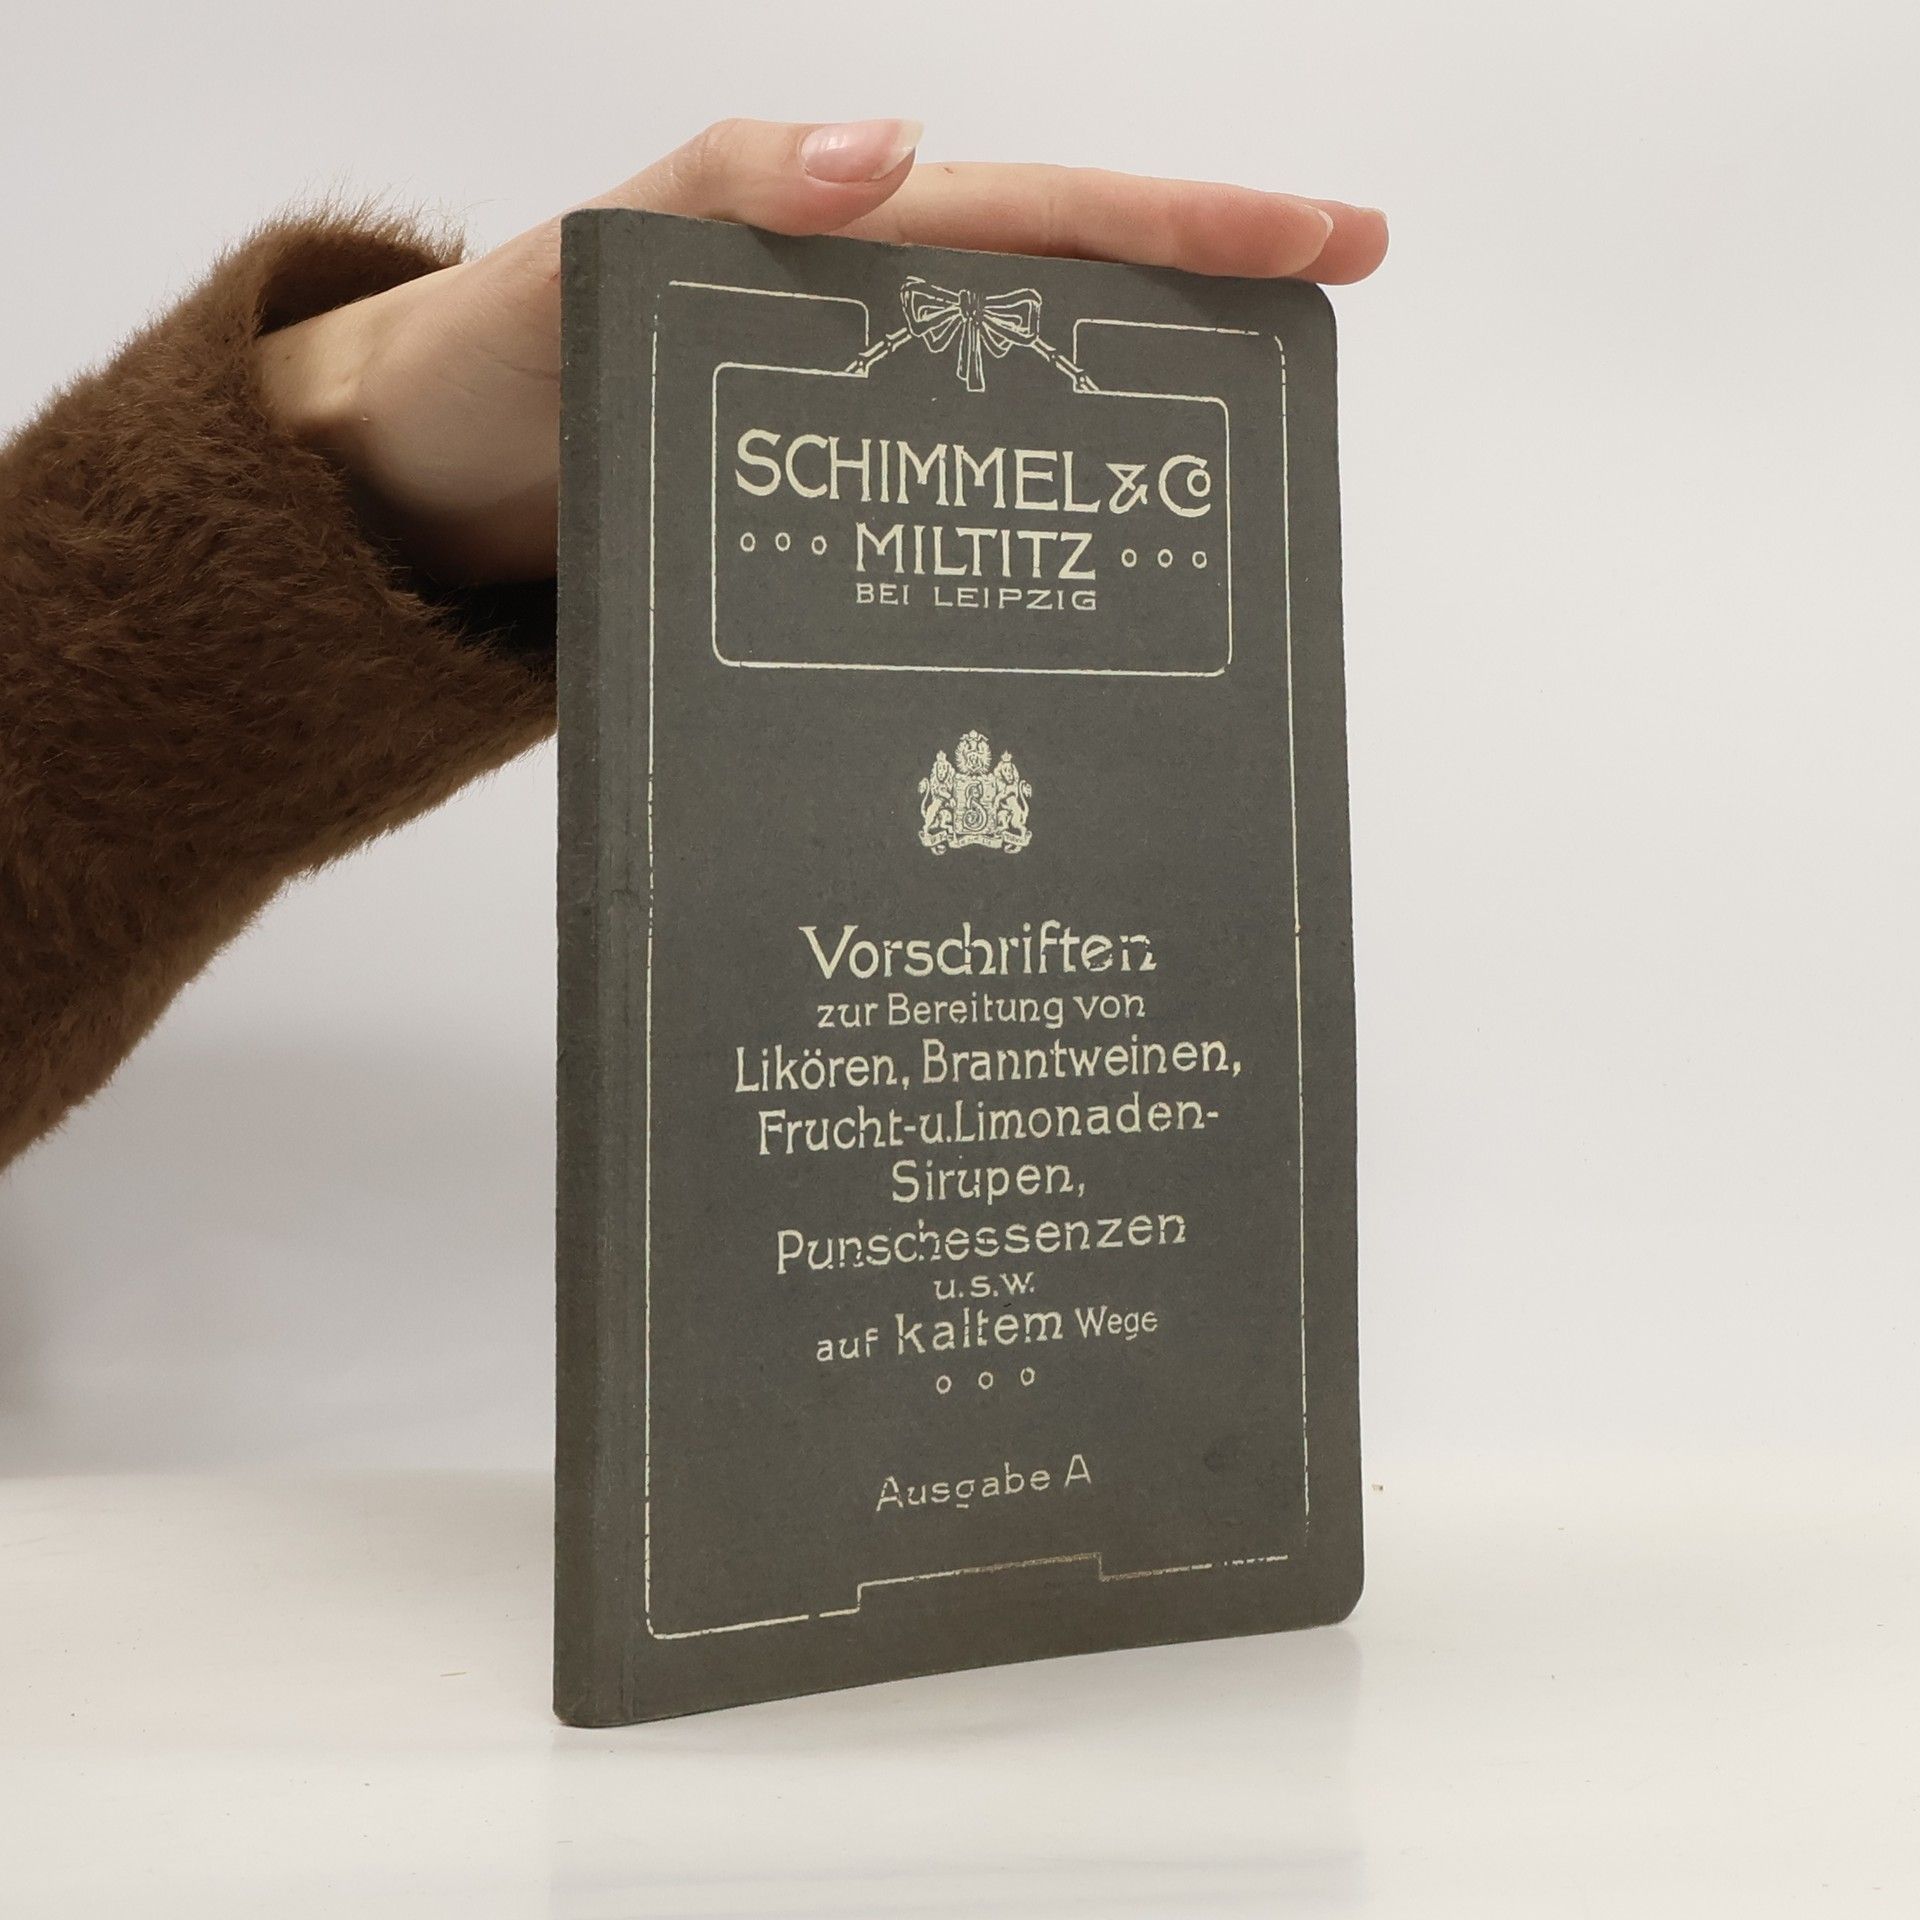 SCHIMMEL & Co
MILTITZ
BEI LEIPZIG
Vorschriften
zur Bereitung von
Likören, Branntweinen,
Frucht-u.Limonaden-
Sirupen,
Punschessenzen
u.s.w.
auf kaltem Wege
Ausgabe A